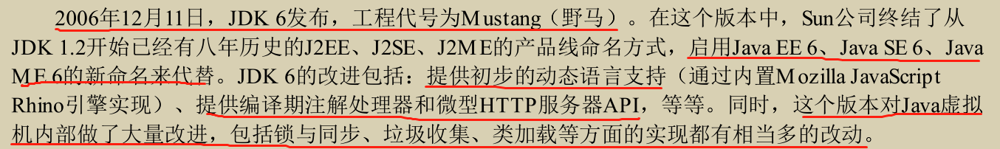 2006年12月11日，JDK 6发布，工程代号为Mustang（野马）。在这个版本中，Sun公司终结了从
JDK 1.2开始已经有八年历史的J2EE、J2SE、J2ME的产品线命名方式，启用Java EE 6、Java SE 6、Java
ME 6的新命名来代替。JDK 6的改进包括：提供初步的动态语言支持（通过内置Mozilla JavaScript
Rhino引擎实现）、提供编译期注解处理器和微型HTTP服务器API，等等。同时，这个版本对Java虚拟
机内部做了大量改进，包括锁与同步、垃圾收集、类加载等方面的实现都有相当多的改动。